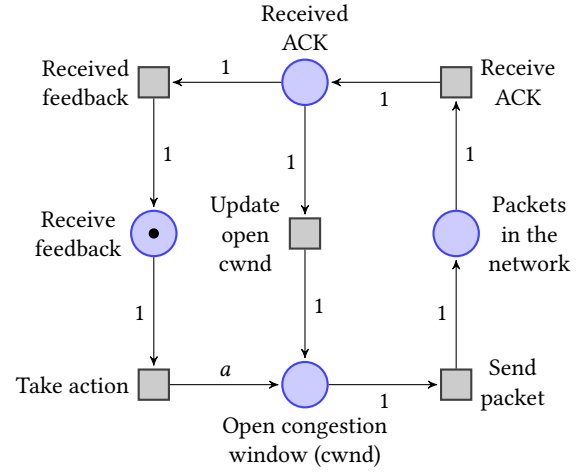 Received
ACK
Received
feedback
1
1
Receive
ACK
1
1
1
Receive
feedback
Update
open
cwnd
Packets
in the
network
1
1
1
Take action
a
1
Send
packet
Open congestion
window (cwnd)